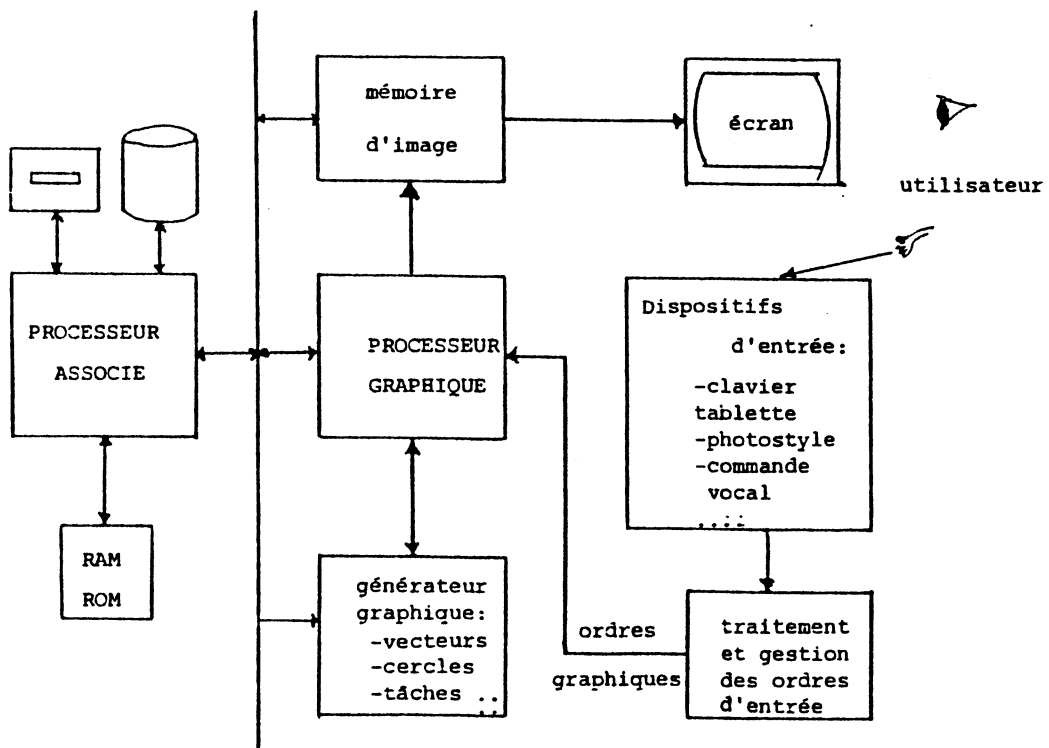 mémoire
d'image
écran
utilisateur
PROCESSEUR
ASSOCIE
PROCESSEUR
GRAPHIQUE
Dispositifs
d'entrée:
-clavier
tablette
-photostyle
-commande
vocal
....
RAM
ROM
générateur
graphique:
-vecteurs
-cercles
-tâches ..
..
ordres
graphiques
traitement
et gestion
des ordres
d'entrée